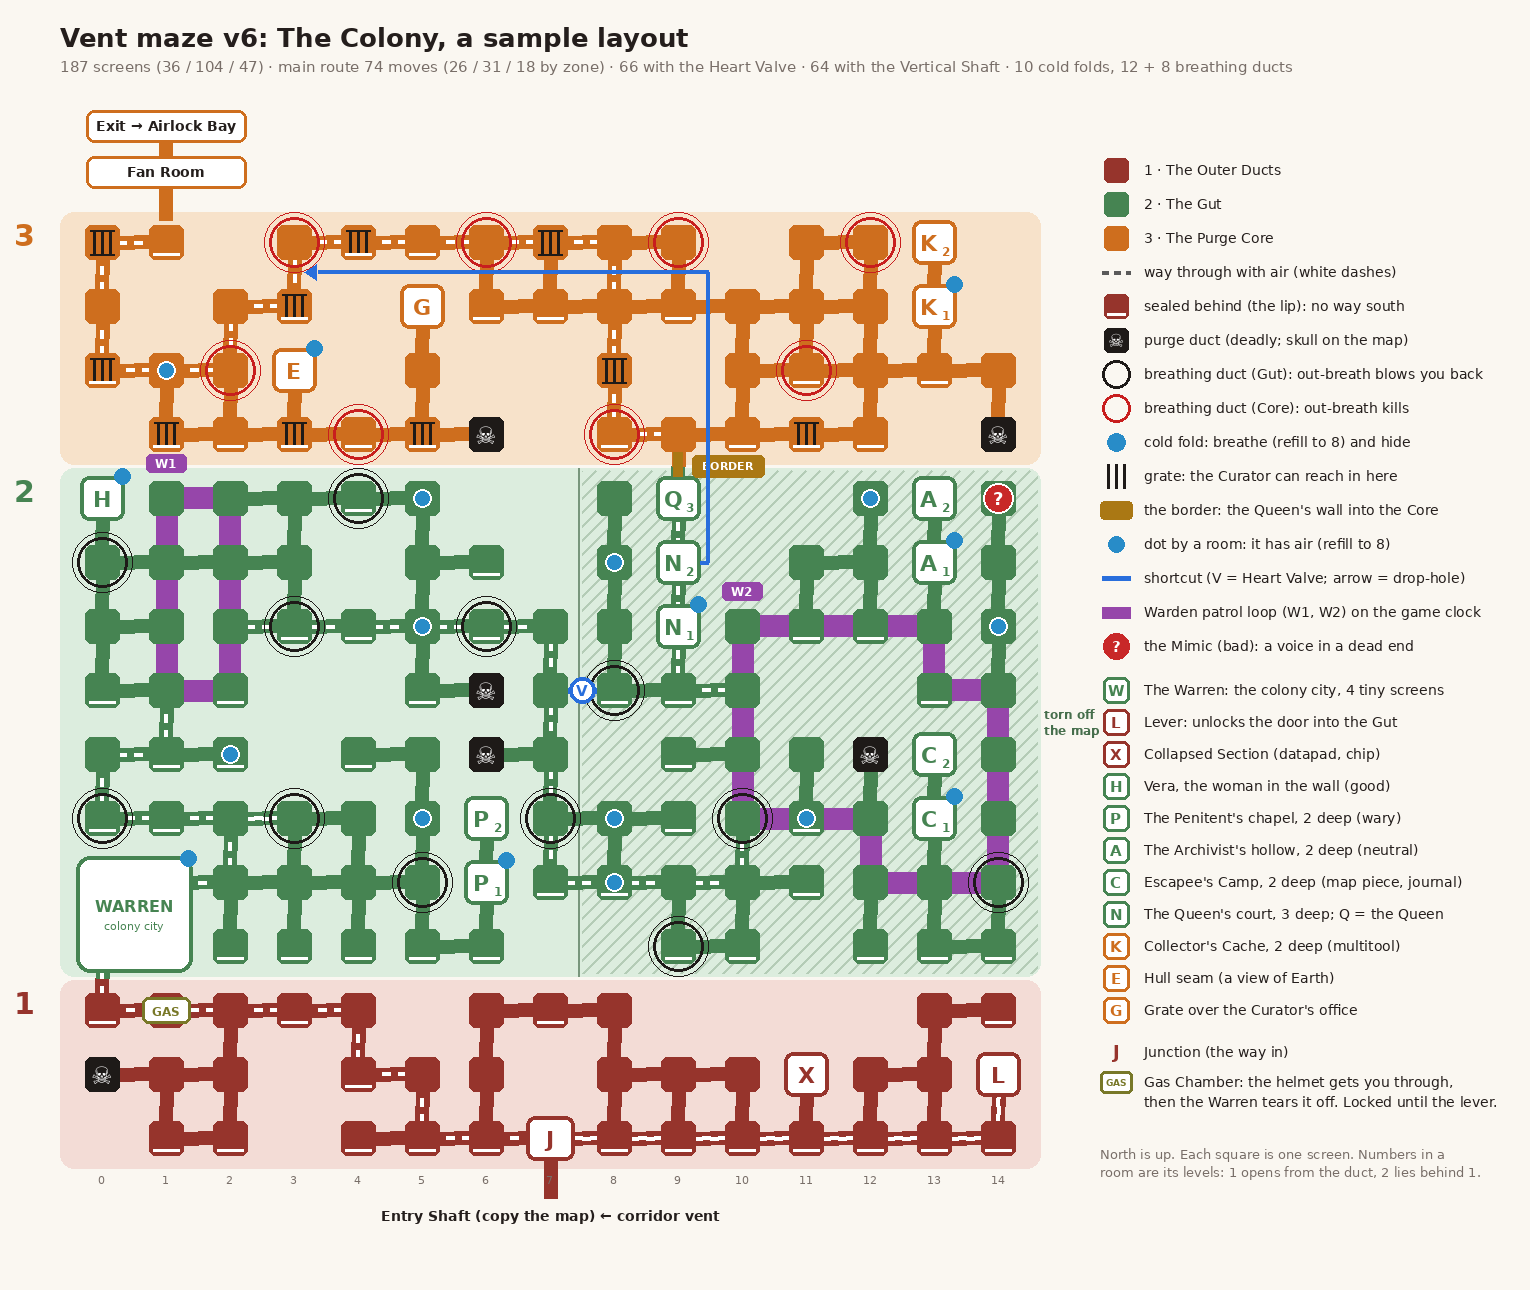 Vent maze v6: The Colony, a sample layout
187 screens (36 / 104 / 47) · main route 74 moves (26 / 31 / 18 by zone) · 66 with the Heart Valve · 64 with the Vertical Shaft · 10 cold folds, 12 + 8 breathing ducts
Exit → Airlock Bay
Fan Room
3
K 2
G
K 1
E
BORDER
W1
2
H
Q 3
A 2
?
N 2
A 1
W2
N 1
V
torn off
the map
C 2
P 2
C 1
P 1
WARREN
colony city
1
GAS
X
L
J
0 1 2 3 4 5 6 7 8 9 10 11 12 13 14
Entry Shaft (copy the map) ← corridor vent
1 · The Outer Ducts
2 · The Gut
3 · The Purge Core
way through with air (white dashes)
sealed behind (the lip): no way south
purge duct (deadly; skull on the map)
breathing duct (Gut): out-breath blows you back
breathing duct (Core): out-breath kills
cold fold: breathe (refill to 8) and hide
grate: the Curator can reach in here
the border: the Queen's wall into the Core
dot by a room: it has air (refill to 8)
shortcut (V = Heart Valve; arrow = drop-hole)
Warden patrol loop (W1, W2) on the game clock
? the Mimic (bad): a voice in a dead end
W The Warren: the colony city, 4 tiny screens
L Lever: unlocks the door into the Gut
X Collapsed Section (datapad, chip)
H Vera, the woman in the wall (good)
P The Penitent's chapel, 2 deep (wary)
A The Archivist's hollow, 2 deep (neutral)
C Escapee's Camp, 2 deep (map piece, journal)
N The Queen's court, 3 deep; Q = the Queen
K Collector's Cache, 2 deep (multitool)
E Hull seam (a view of Earth)
G Grate over the Curator's office
J Junction (the way in)
GAS Gas Chamber: the helmet gets you through,
then the Warren tears it off. Locked until the lever.
North is up. Each square is one screen. Numbers in a
room are its levels: 1 opens from the duct, 2 lies behind 1.